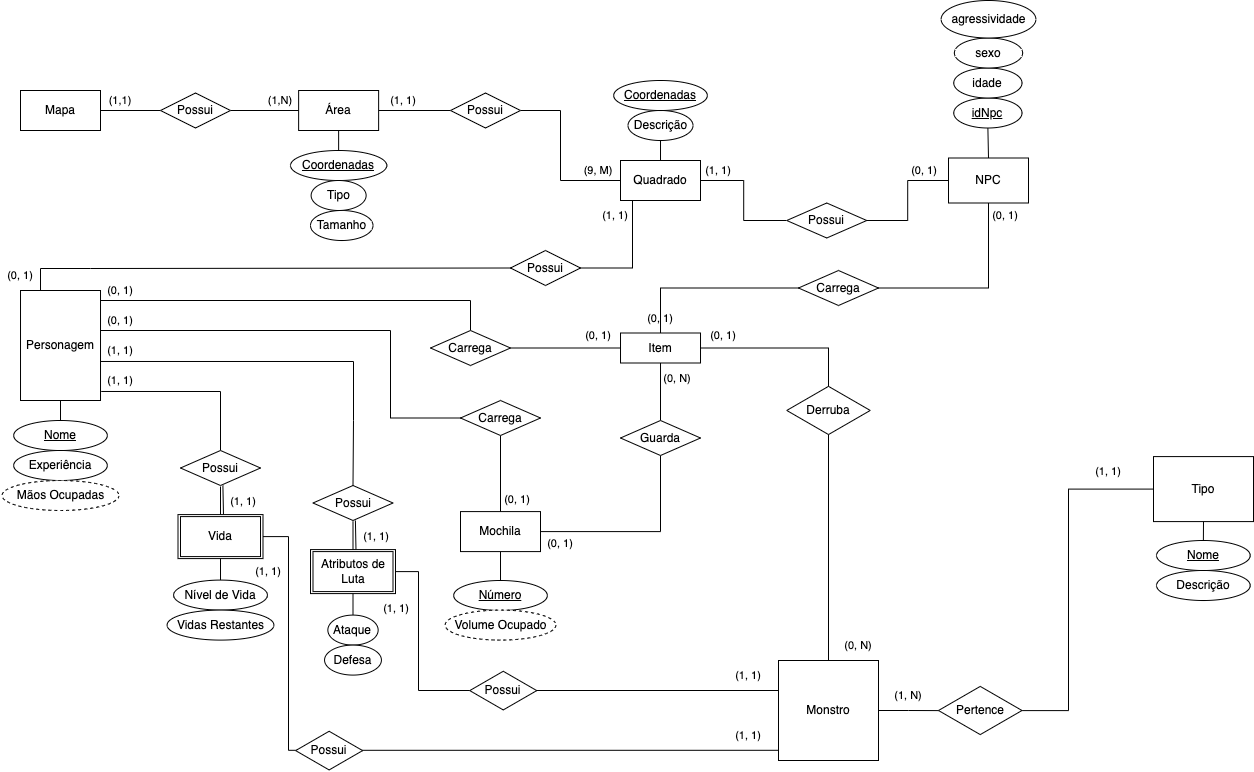 agressividade
sexo
idade
idNpc
Mapa
(1,1)
Possui
(1,N)
Área
(1, 1)
Possui
Coordenadas
Descrição
Coordenadas
Tipo
Tamanho
(9, M)
Quadrado
(1, 1)
(0, 1)
NPC
(1, 1)
Possui
(0, 1)
Possui
(0, 1)
(0, 1)
Carrega
Personagem
(0, 1)
(1, 1)
(1, 1)
Carrega
(0, 1)
(0, 1)
Item
(0, 1)
(0, N)
Nome
Experiência
Mãos Ocupadas
Derruba
Carrega
Guarda
Possui
(1, 1)
Possui
(1, 1)
(0, 1)
Vida
(1, 1)
Mochila
(0, 1)
(1, 1)
Tipo
Nome
Descrição
Atributos de
Luta
(1, 1)
Nível de Vida
Vidas Restantes
Ataque
Defesa
Número
Volume Ocupado
(0, N)
Possui
(1, 1)
Monstro
(1, N)
Pertence
Possui
(1, 1)